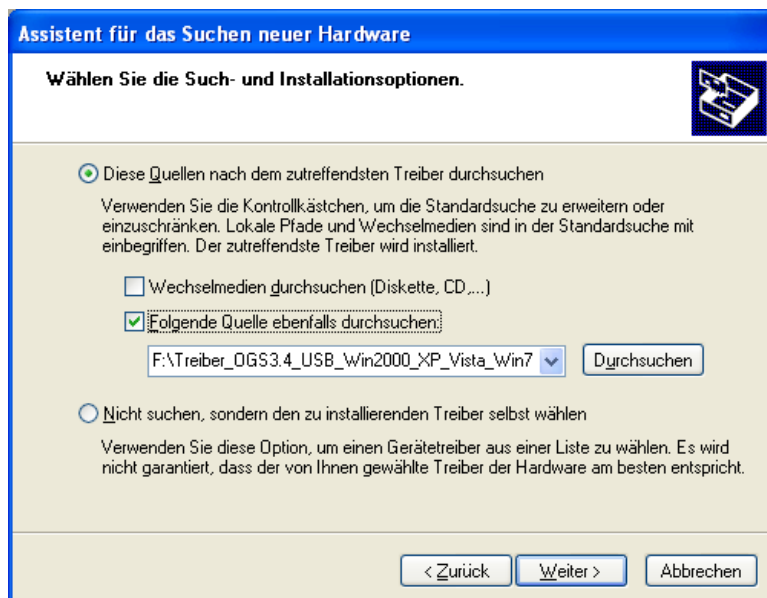 Assistent für das Suchen neuer Hardware
Wählen Sie die Such- und Installationsoptionen.
Diese Quellen nach dem zutreffendsten Treiber durchsuchen
Verwenden Sie die Kontrollkästchen, um die Standardsuche zu erweitern oder
einzuschränken. Lokale Pfade und Wechselmedien sind in der Standardsuche mit
einbegriffen. Der zutreffendste Treiber wird installiert.
Wechselmedien durchsuchen (Diskette, CD,...)
Folgende Quelle ebenfalls durchsuchen:
F:\Treiber_OGS3.4_USB_Win2000_XP_Vista_Win7
Durchsuchen
Nicht suchen, sondern den zu installierenden Treiber selbst wählen
Verwenden Sie diese Option, um einen Gerätetreiber aus einer Liste zu wählen. Es wird
nicht garantiert, dass der von Ihnen gewählte Treiber der Hardware am besten entspricht.
< Zurück Weiter > Abbrechen